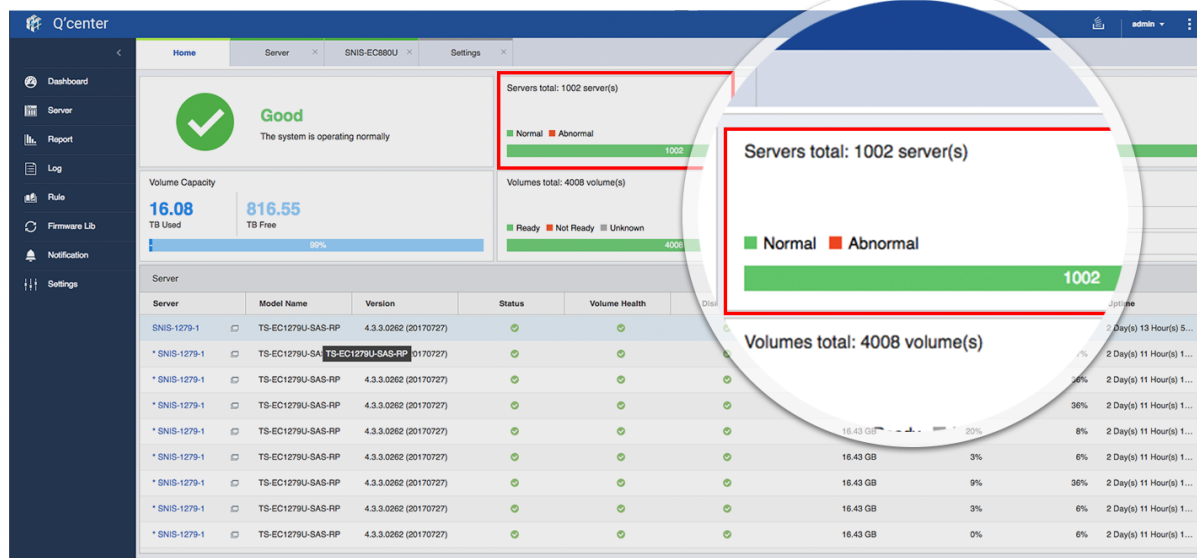 Q'center
admin
Home Server SNIS-EC880U Settings
Dashboard
Server
Report
Log
Rule
Firmware Lib
Notification
Settings
Good
The system is operating normally
Servers total: 1002 server(s)
Normal Abnormal
1002
Volume Capacity
16.08
TB Used
816.55
TB Free
99%
Volumes total: 4008 volume(s)
Ready Not Ready Unknown
4008
Servers total: 1002 server(s)
Normal Abnormal
1002
Volumes total: 4008 volume(s)
Server
Server Model Name Version Status Volume Health Uptime
SNIS-1279-1 TS-EC1279U-SAS-RP 4.3.3.0262 (20170727) 2 Day(s) 13 Hour(s) 5...
* SNIS-1279-1 TS-EC1279U-SA TS-EC1279U-SAS-RP 20170727) 2 Day(s) 11 Hour(s) 1...
* SNIS-1279-1 TS-EC1279U-SAS-RP 4.3.3.0262 (20170727) 36% 2 Day(s) 11 Hour(s) 1...
* SNIS-1279-1 TS-EC1279U-SAS-RP 4.3.3.0262 (20170727) 36% 2 Day(s) 11 Hour(s) 1...
* SNIS-1279-1 TS-EC1279U-SAS-RP 4.3.3.0262 (20170727) 16.43 GB 20% 8% 2 Day(s) 11 Hour(s) 1...
* SNIS-1279-1 TS-EC1279U-SAS-RP 4.3.3.0262 (20170727) 16.43 GB 3% 6% 2 Day(s) 11 Hour(s) 1...
* SNIS-1279-1 TS-EC1279U-SAS-RP 4.3.3.0262 (20170727) 16.43 GB 9% 36% 2 Day(s) 11 Hour(s) 1...
* SNIS-1279-1 TS-EC1279U-SAS-RP 4.3.3.0262 (20170727) 16.43 GB 3% 6% 2 Day(s) 11 Hour(s) 1...
* SNIS-1279-1 TS-EC1279U-SAS-RP 4.3.3.0262 (20170727) 16.43 GB 0% 6% 2 Day(s) 11 Hour(s) 1...